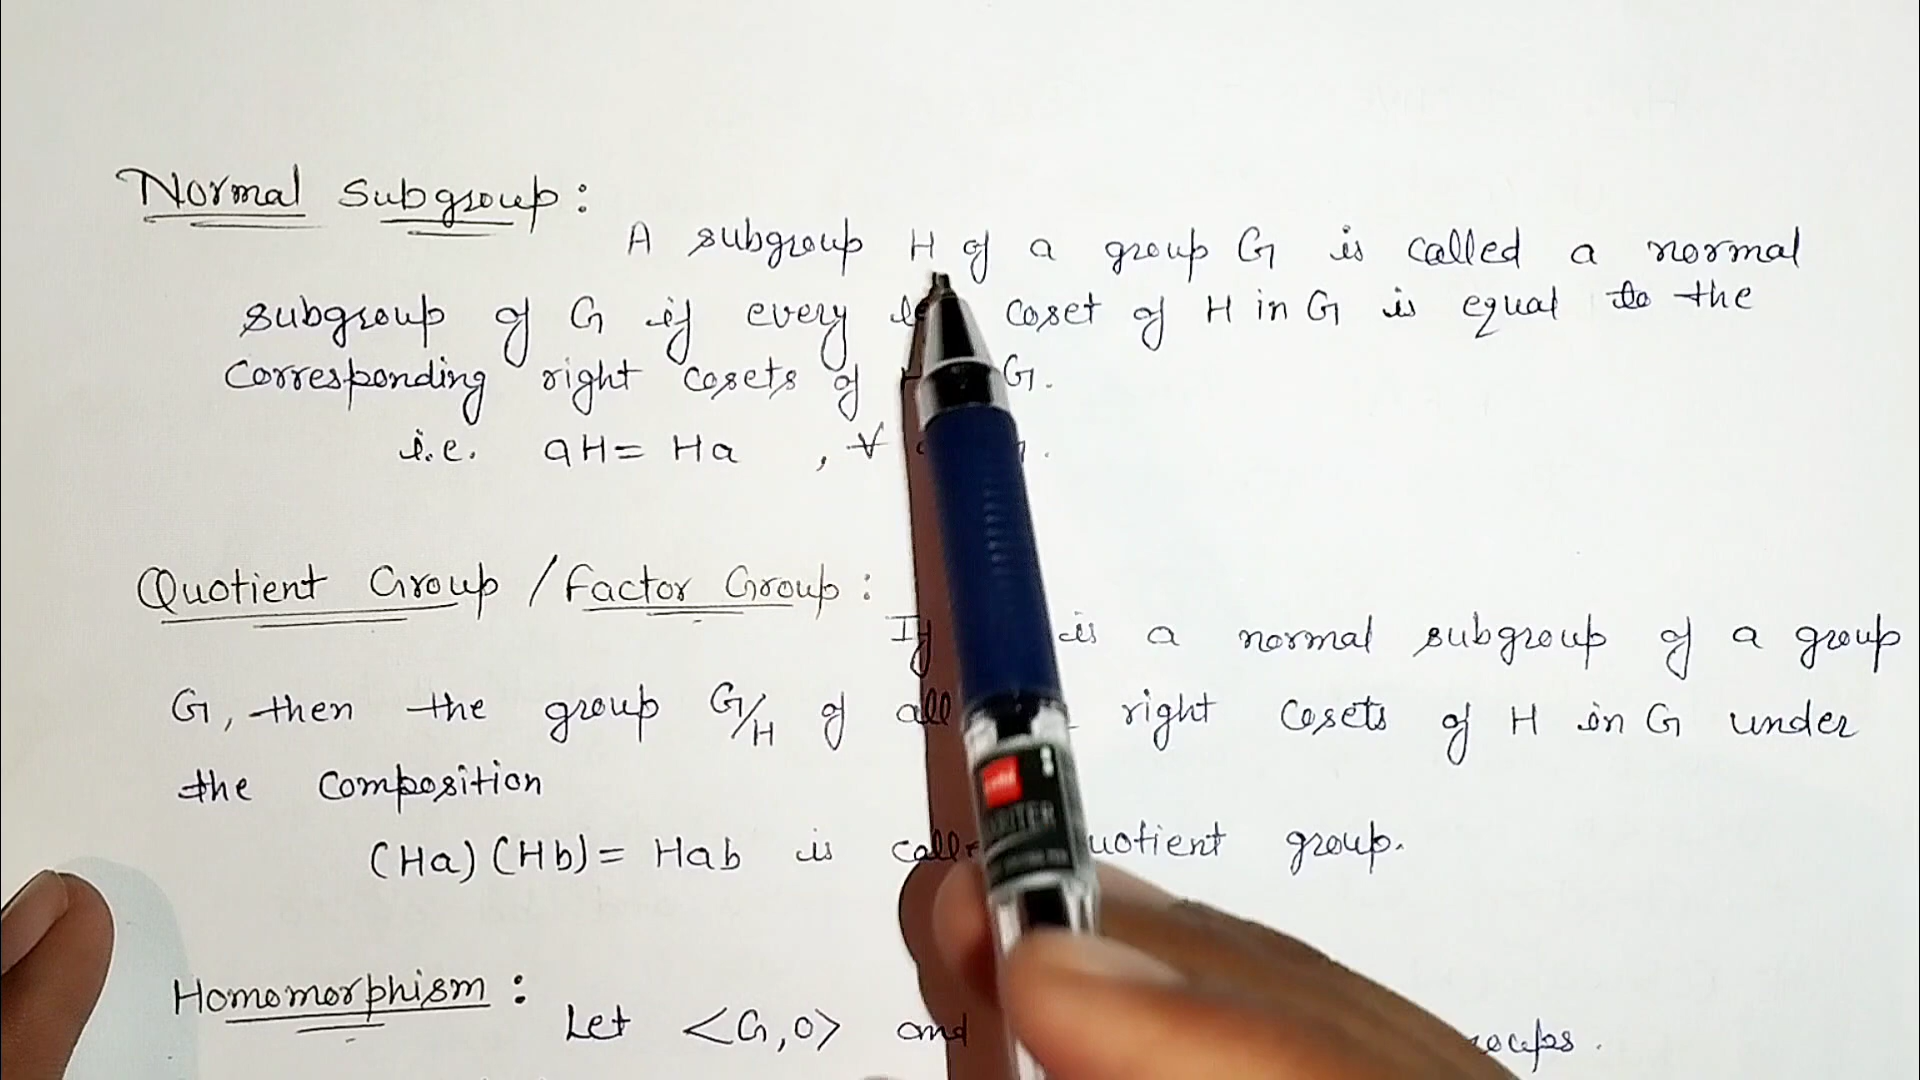 Normal Subgroup:
A subgroup H of a group G is called a normal
subgroup of G if every coset of H in G is equal to the
corresponding right cosets of G.
i.e. aH = Ha , ∀
Quotient Group / Factor Group:
If is a normal subgroup of a group
G, then the group G/H of all right cosets of H in G under
the composition
(Ha) (Hb) = Hab is group.
Homomorphism:
Let <G, o> and